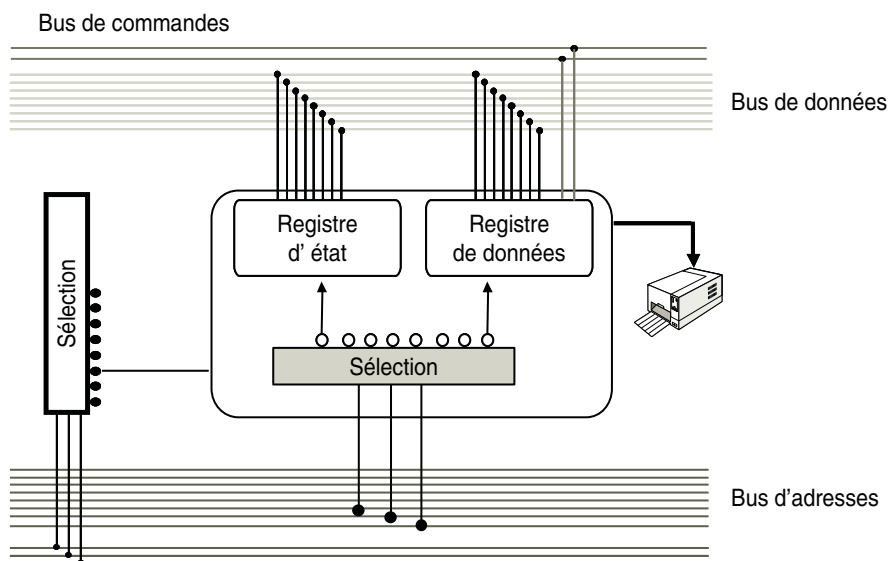 Bus de commandes
Bus de données
Registre
d' état
Registre
de données
Sélection
Sélection
Bus d'adresses